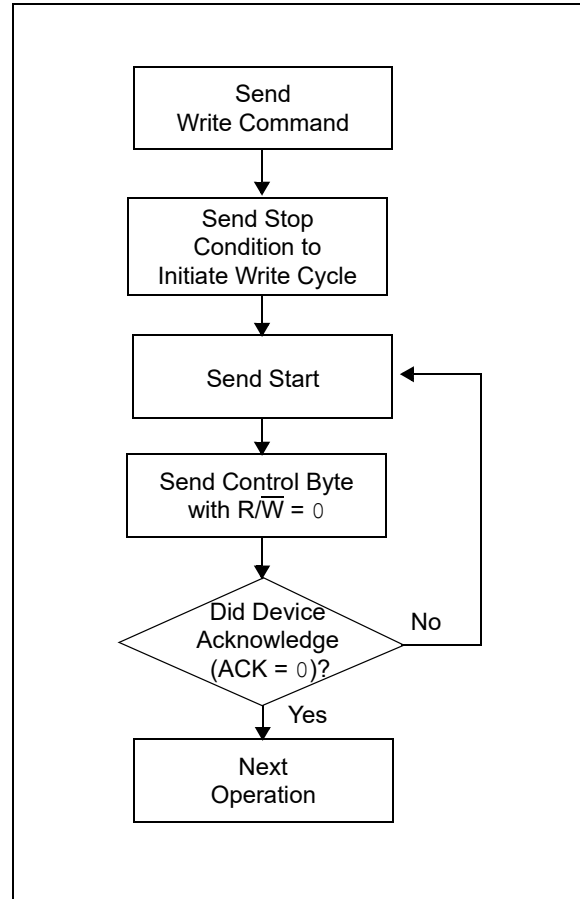 Send
Write Command
Send Stop
Condition to
Initiate Write Cycle
Send Start
Send Control Byte
with R/W̅ = 0
Did Device
Acknowledge
(ACK = 0)?
No
Yes
Next
Operation